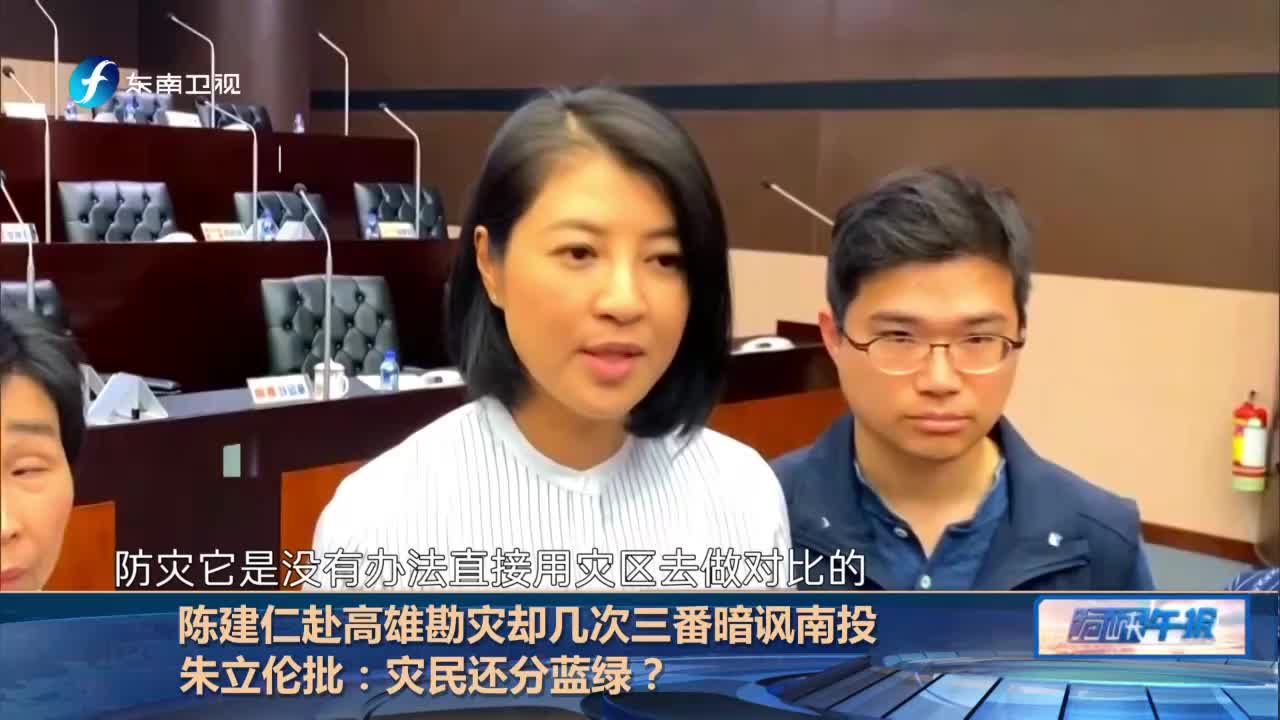 东南卫视
防灾它是没有办法直接用灾区去做对比的
陈建仁赴高雄勘灾却几次三番暗讽南投
朱立伦批：灾民还分蓝绿？
海峡午报